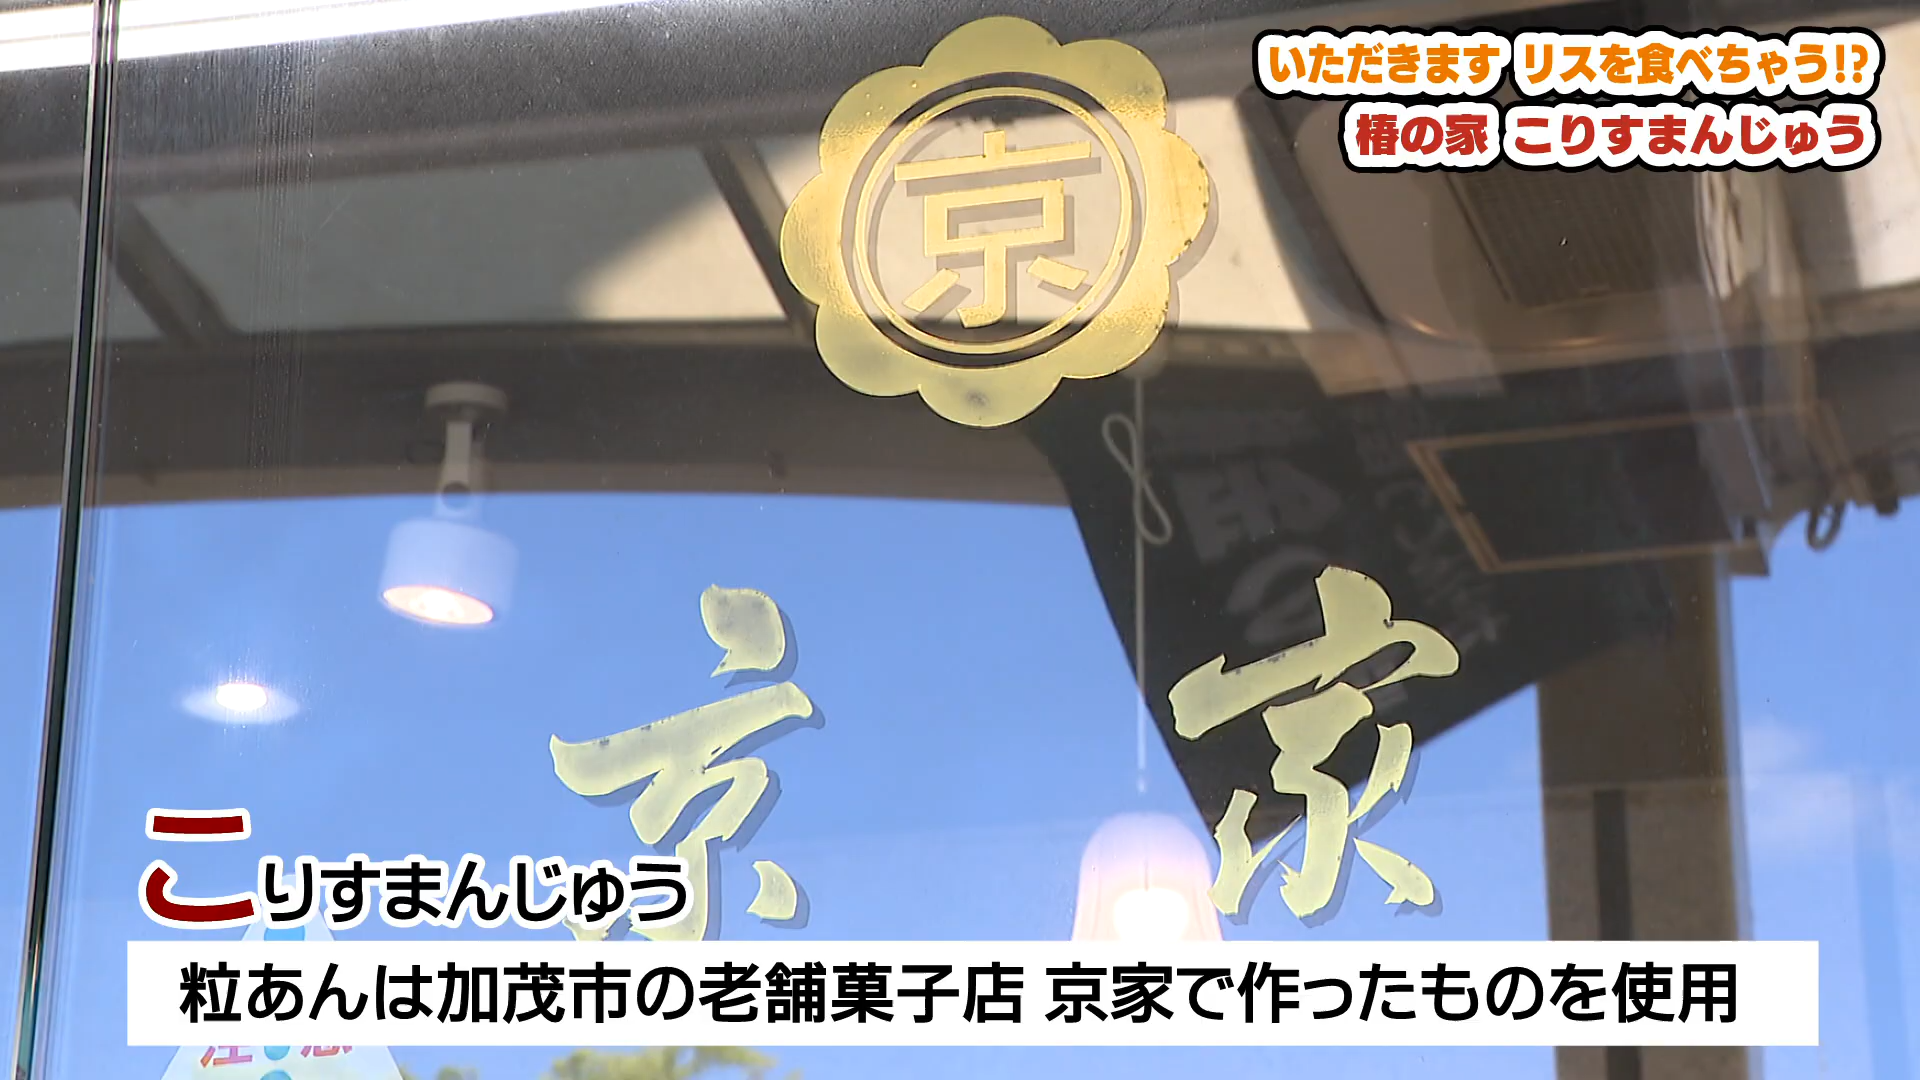 いただきます リスを食べちゃう!?
椿の家 こりすまんじゅう
京
京家
こりすまんじゅう
粒あんは加茂市の老舗菓子店 京家で作ったものを使用
注意